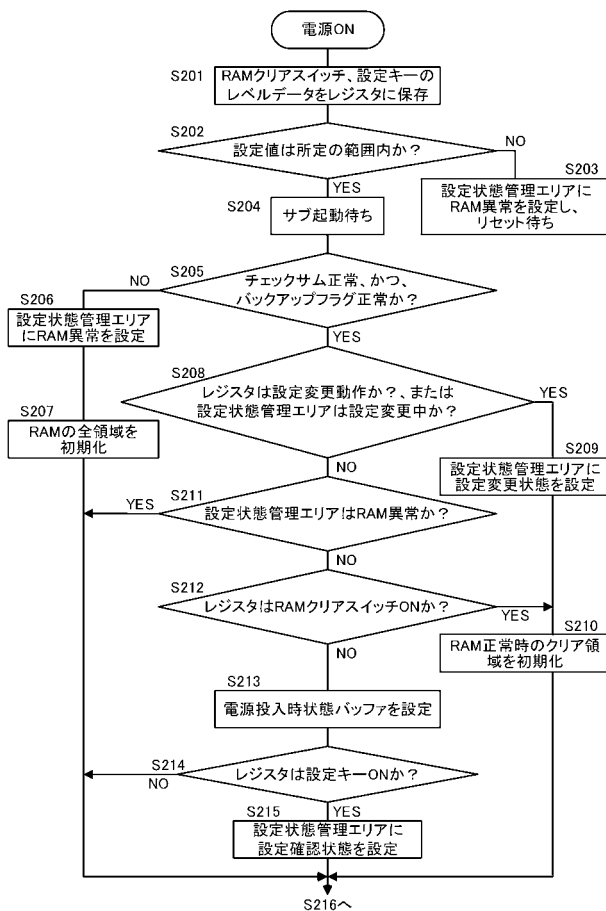 電源ON
S201
RAMクリアスイッチ、設定キーの
レベルデータをレジスタに保存
S202
設定値は所定の範囲内か?
NO
S203
設定状態管理エリアに
RAM異常を設定し、
リセット待ち
YES
S204
サブ起動待ち
S205
チェックサム正常、かつ、
バックアップフラグ正常か?
NO
S206
設定状態管理エリア
にRAM異常を設定
YES
S207
RAMの全領域を
初期化
S208
レジスタは設定変更動作か?、または
設定状態管理エリアは設定変更中か?
YES
S209
設定状態管理エリアに
設定変更状態を設定
NO
S211
YES
設定状態管理エリアはRAM異常か?
NO
S212
レジスタはRAMクリアスイッチONか?
YES
S210
RAM正常時のクリア領
域を初期化
NO
S213
電源投入時状態バッファを設定
S214
NO
レジスタは設定キーONか?
YES
S215
設定状態管理エリアに
設定確認状態を設定
S216へ